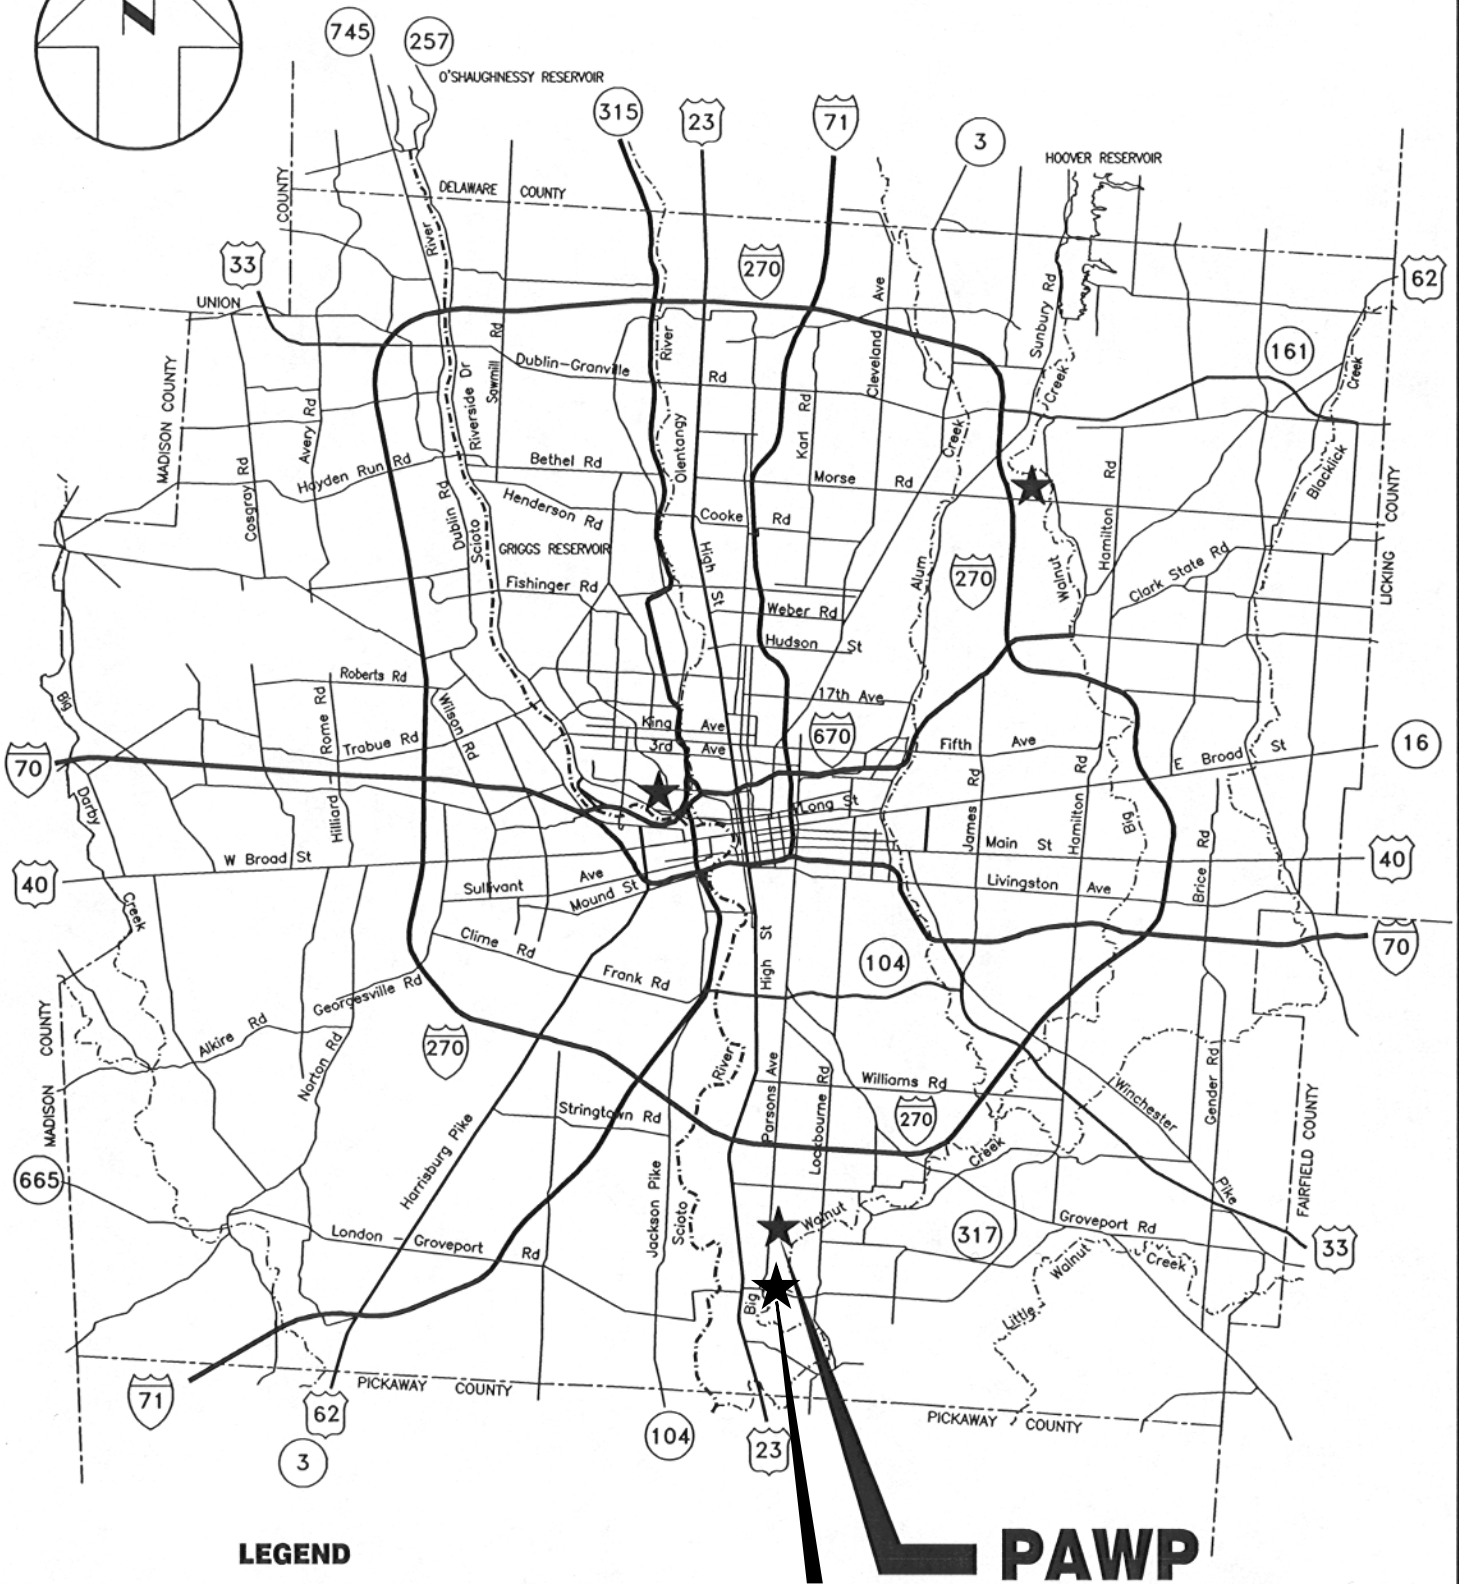 N
745
257
O'SHAUGHNESSY RESERVOIR
315
23
71
3
HOOVER RESERVOIR
DELAWARE COUNTY
COUNTY
River
33
270
62
UNION
Ave
Sunbury Rd
161
Rd
River
Dublin-Granville
Rd
Cleveland
Creek
Creek
MADISON COUNTY
Riverside Dr
Sawmill
Avery Rd
Karl Rd
Olentangy
Creek
Hayden Run Rd
Bethel Rd
Morse Rd
Rd
Blacklick
Cosgray Rd
Dublin Rd
Henderson Rd
Cooke Rd
Hamilton
COUNTY
Scioto
GRIGGS RESERVOIR
High St
Alum
270
Walnut
Clark State Rd
LICKING
Fishinger Rd
Weber Rd
Hudson St
Roberts Rd
Big
Rome Rd
Wilson Rd
17th Ave
King Ave
670
16
Trabue Rd
3rd Ave
Fifth Ave
E Broad St
70
Rd
Rd
Darby
Hilliard
Long St
James
Hamilton
Big
Main St
Brice Rd
W Broad St
40
40
Sullivant Ave
Livingston Ave
Mound St
Creek
Clime Rd
High St
104
70
Frank Rd
Georgesville Rd
COUNTY
Alkire Rd
270
Norton Rd
River
Parsons Ave
Lockbourne Rd
Williams Rd
Winchester
Gender Rd
MADISON
Stringtown Rd
270
FAIRFIELD COUNTY
Harrisburg Pike
Creek
665
Jackson Pike
Scioto
Pike
Walnut
Groveport Rd
London - Groveport Rd
317
33
Walnut
Creek
Big
Little
71
62
PICKAWAY COUNTY
PICKAWAY COUNTY
3
104
23
LEGEND
PAWP